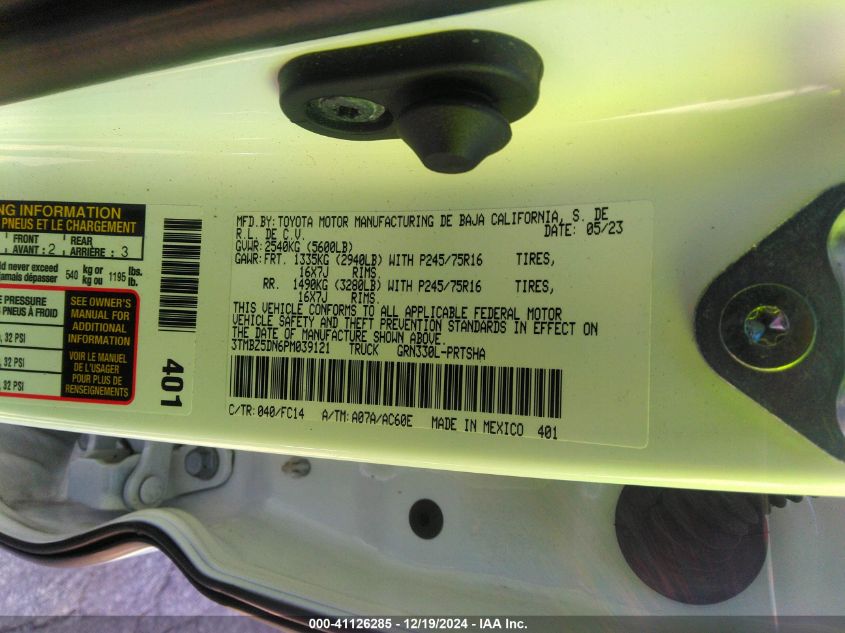 NG INFORMATION
PNEUS ET LE CHARGEMENT
FRONT
AVANT : 2
REAR
ARRIÈRE : 3
ld never exceed
jamais dépasser
540 kg or
kg ou
1195 lbs.
lb.
PRESSURE
PNEUS À FROID
32 PSI
32 PSI
32 PSI
SEE OWNER'S
MANUAL FOR
ADDITIONAL
INFORMATION
VOIR LE MANUEL
DE L'USAGER
POUR PLUS DE
RENSEIGNEMENTS
401
MFD.BY:TOYOTA MOTOR MANUFACTURING DE BAJA CALIFORNIA, S. DE
R.L. DE C.V. DATE: 05/23
GVWR:2540KG (5600LB)
GAWR:FRT. 1335KG (2940LB) WITH P245/75R16 TIRES,
16X7J RIMS
RR. 1490KG (3280LB) WITH P245/75R16 TIRES,
16X7J RIMS.
THIS VEHICLE CONFORMS TO ALL APPLICABLE FEDERAL MOTOR
VEHICLE SAFETY AND THEFT PREVENTION STANDARDS IN EFFECT ON
THE DATE OF MANUFACTURE SHOWN ABOVE.
3TMBZ5DN6PM039121 TRUCK GRN330L-PRTSHA
C/TR:040/FC14 A/TM:A07A/AC60E MADE IN MEXICO 401
000-41126285 - 12/19/2024 - IAA Inc.